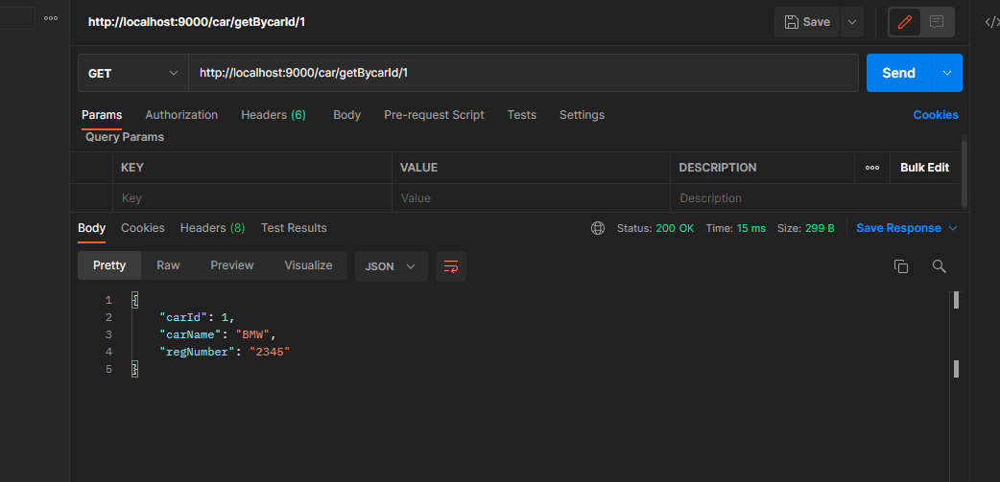 http://localhost:9000/car/getBycarId/1 Save
GET http://localhost:9000/car/getBycarId/1 Send
Params Authorization Headers (6) Body Pre-request Script Tests Settings Cookies
Query Params
KEY VALUE DESCRIPTION Bulk Edit
Key Value Description
Body Cookies Headers (8) Test Results Status: 200 OK Time: 15 ms Size: 299 B Save Response
Pretty Raw Preview Visualize JSON
1 {
2 "carId": 1,
3 "carName": "BMW",
4 "regNumber": "2345"
5 }